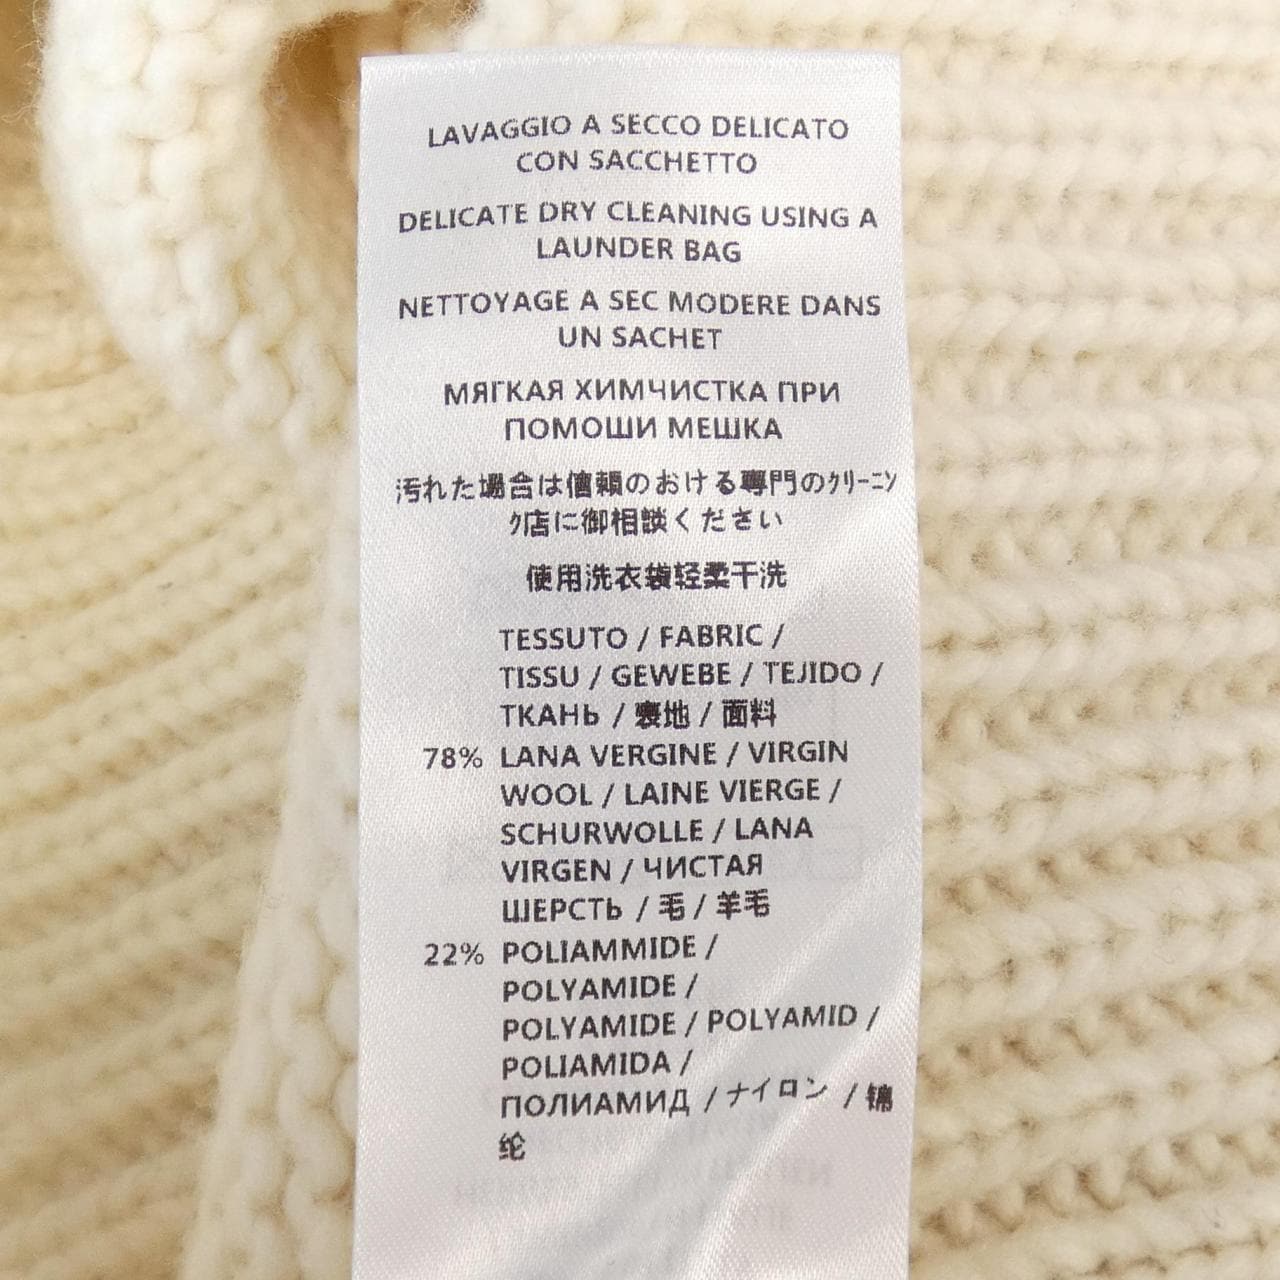 LAVAGGIO A SECCO DELICATO
CON SACCHETTO
DELICATE DRY CLEANING USING A
LAUNDER BAG
NETTOYAGE A SEC MODERE DANS
UN SACHET
МЯГКАЯ ХИМЧИСТКА ПРИ
ПОМОШИ МЕШКА
汚れた場合は信頼のおける専門のクリーニン
ク店に御相談ください
使用洗衣袋轻柔干洗
TESSUTO / FABRIC /
TISSU / GEWEBE / TEJIDO /
ТКАНЬ / 裏地 / 面料
78% LANA VERGINE / VIRGIN
WOOL / LAINE VIERGE /
SCHURWOLLE / LANA
VIRGEN / ЧИСТАЯ
ШЕРСТЬ / 毛 / 羊毛
22% POLIAMMIDE /
POLYAMIDE /
POLYAMIDE / POLYAMID /
POLIAMIDA /
ПОЛИАМИД / ナイロン / 锦
纶